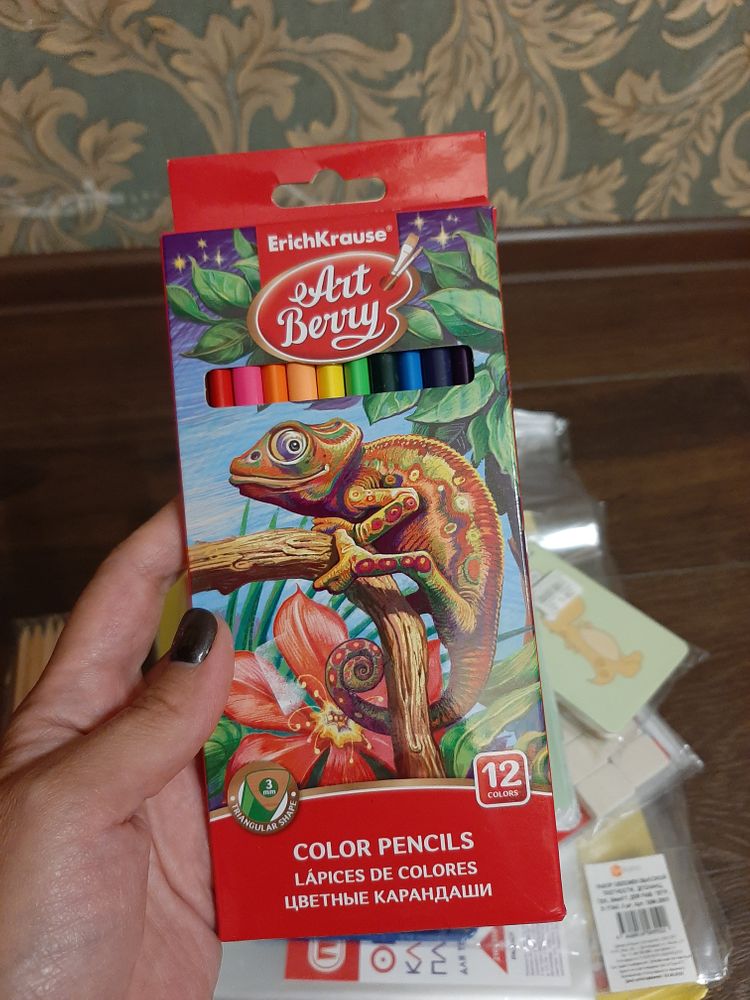 ErichKrause®
Art
Berry
3
mm
TRIANGULAR SHAPE
12
COLORS
COLOR PENCILS
LÁPICES DE COLORES
ЦВЕТНЫЕ КАРАНДАШИ